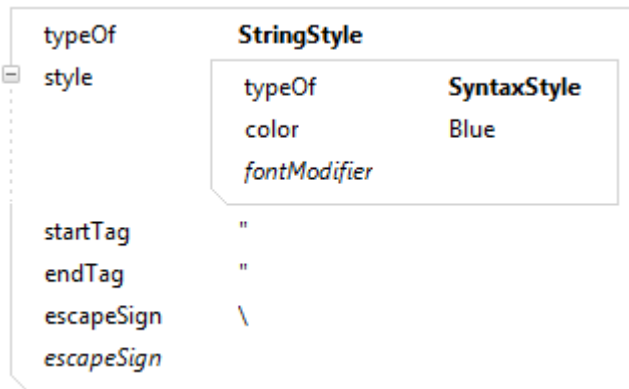 typeOf StringStyle
style
typeOf SyntaxStyle
color Blue
fontModifier
startTag "
endTag "
escapeSign \
escapeSign